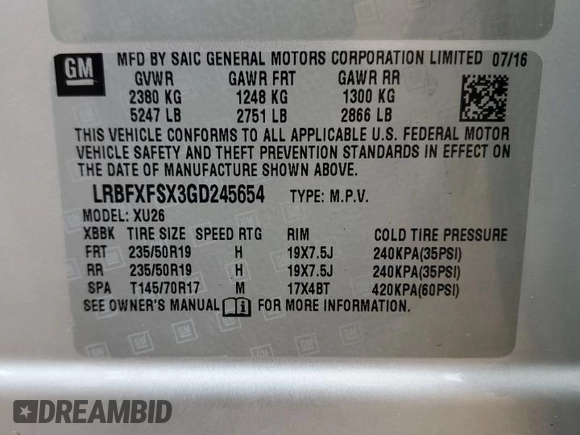 GM
MFD BY SAIC GENERAL MOTORS CORPORATION LIMITED 07/16
GVWR GAWR FRT GAWR RR
2380 KG 1248 KG 1300 KG
5247 LB 2751 LB 2866 LB
THIS VEHICLE CONFORMS TO ALL APPLICABLE U.S. FEDERAL MOTOR
VEHICLE SAFETY AND THEFT PREVENTION STANDARDS IN EFFECT ON
THE DATE OF MANUFACTURE SHOWN ABOVE.
LRBFXFSX3GD245654 TYPE: M.P.V.
MODEL: XU26
XBBK TIRE SIZE SPEED RTG RIM COLD TIRE PRESSURE
FRT 235/50R19 H 19X7.5J 240KPA(35PSI)
RR 235/50R19 H 19X7.5J 240KPA(35PSI)
SPA T145/70R17 M 17X4BT 420KPA(60PSI)
SEE OWNER'S MANUAL i FOR MORE INFORMATION.
DREAMBID